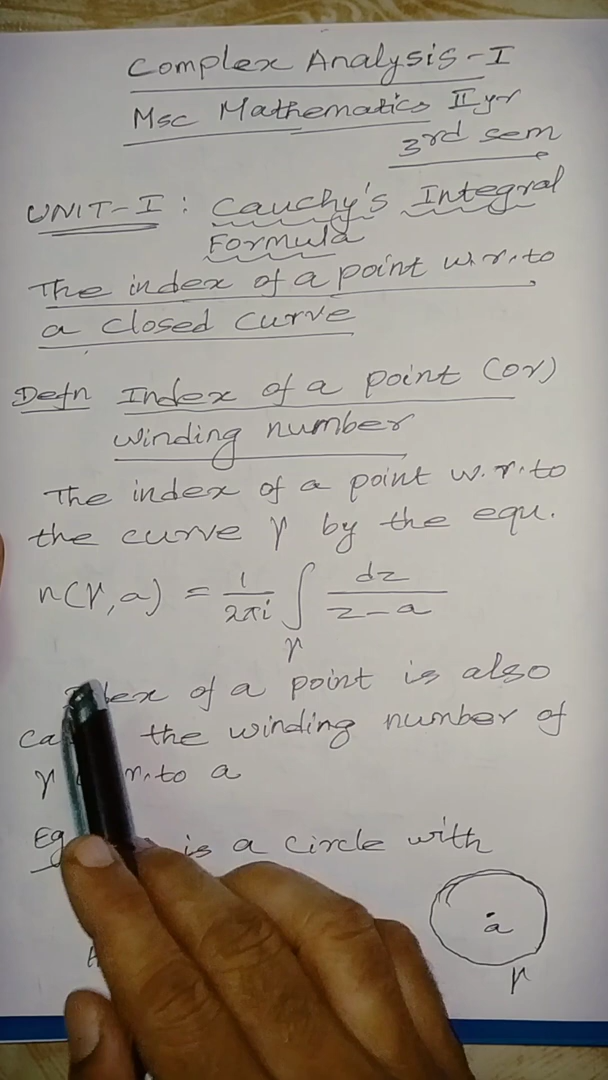 Complex Analysis-I
Msc Mathematics II yr
3rd sem
UNIT-I : Cauchy's Integral
Formula
The index of a point w.r.to
a closed curve
Defn Index of a point (or)
winding number
The index of a point w.r.to
the curve γ by the equ.
n(γ,a) = 1/2πi ∫γ dz/z-a
of a point is also
the winding number of
γ r.to a
Eg is a circle with
a
γ